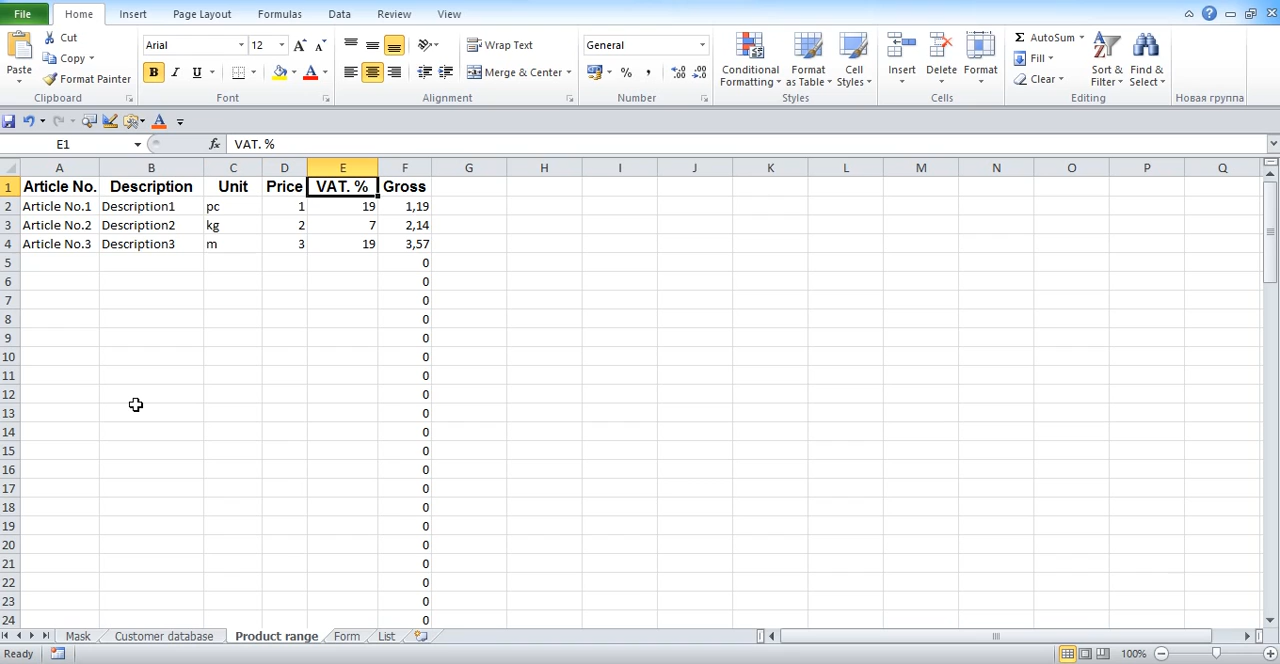 File Home Insert Page Layout Formulas Data Review View
Paste Cut Copy Format Painter Clipboard
Arial 12 B I U Font
Wrap Text Merge & Center Alignment
General % Number
Conditional Formatting Format as Table Cell Styles Styles
Insert Delete Format Cells
Σ AutoSum Fill Clear Sort & Filter Find & Select Editing
Новая группа
E1 fx VAT. %
A B C D E F G H I J K L M N O P Q
1 Article No. Description Unit Price VAT. % Gross
2 Article No.1 Description1 pc 1 19 1,19
3 Article No.2 Description2 kg 2 7 2,14
4 Article No.3 Description3 m 3 19 3,57
5 0
6 0
7 0
8 0
9 0
10 0
11 0
12 0
13 0
14 0
15 0
16 0
17 0
18 0
19 0
20 0
21 0
22 0
23 0
24 0
Mask Customer database Product range Form List
Ready 100%